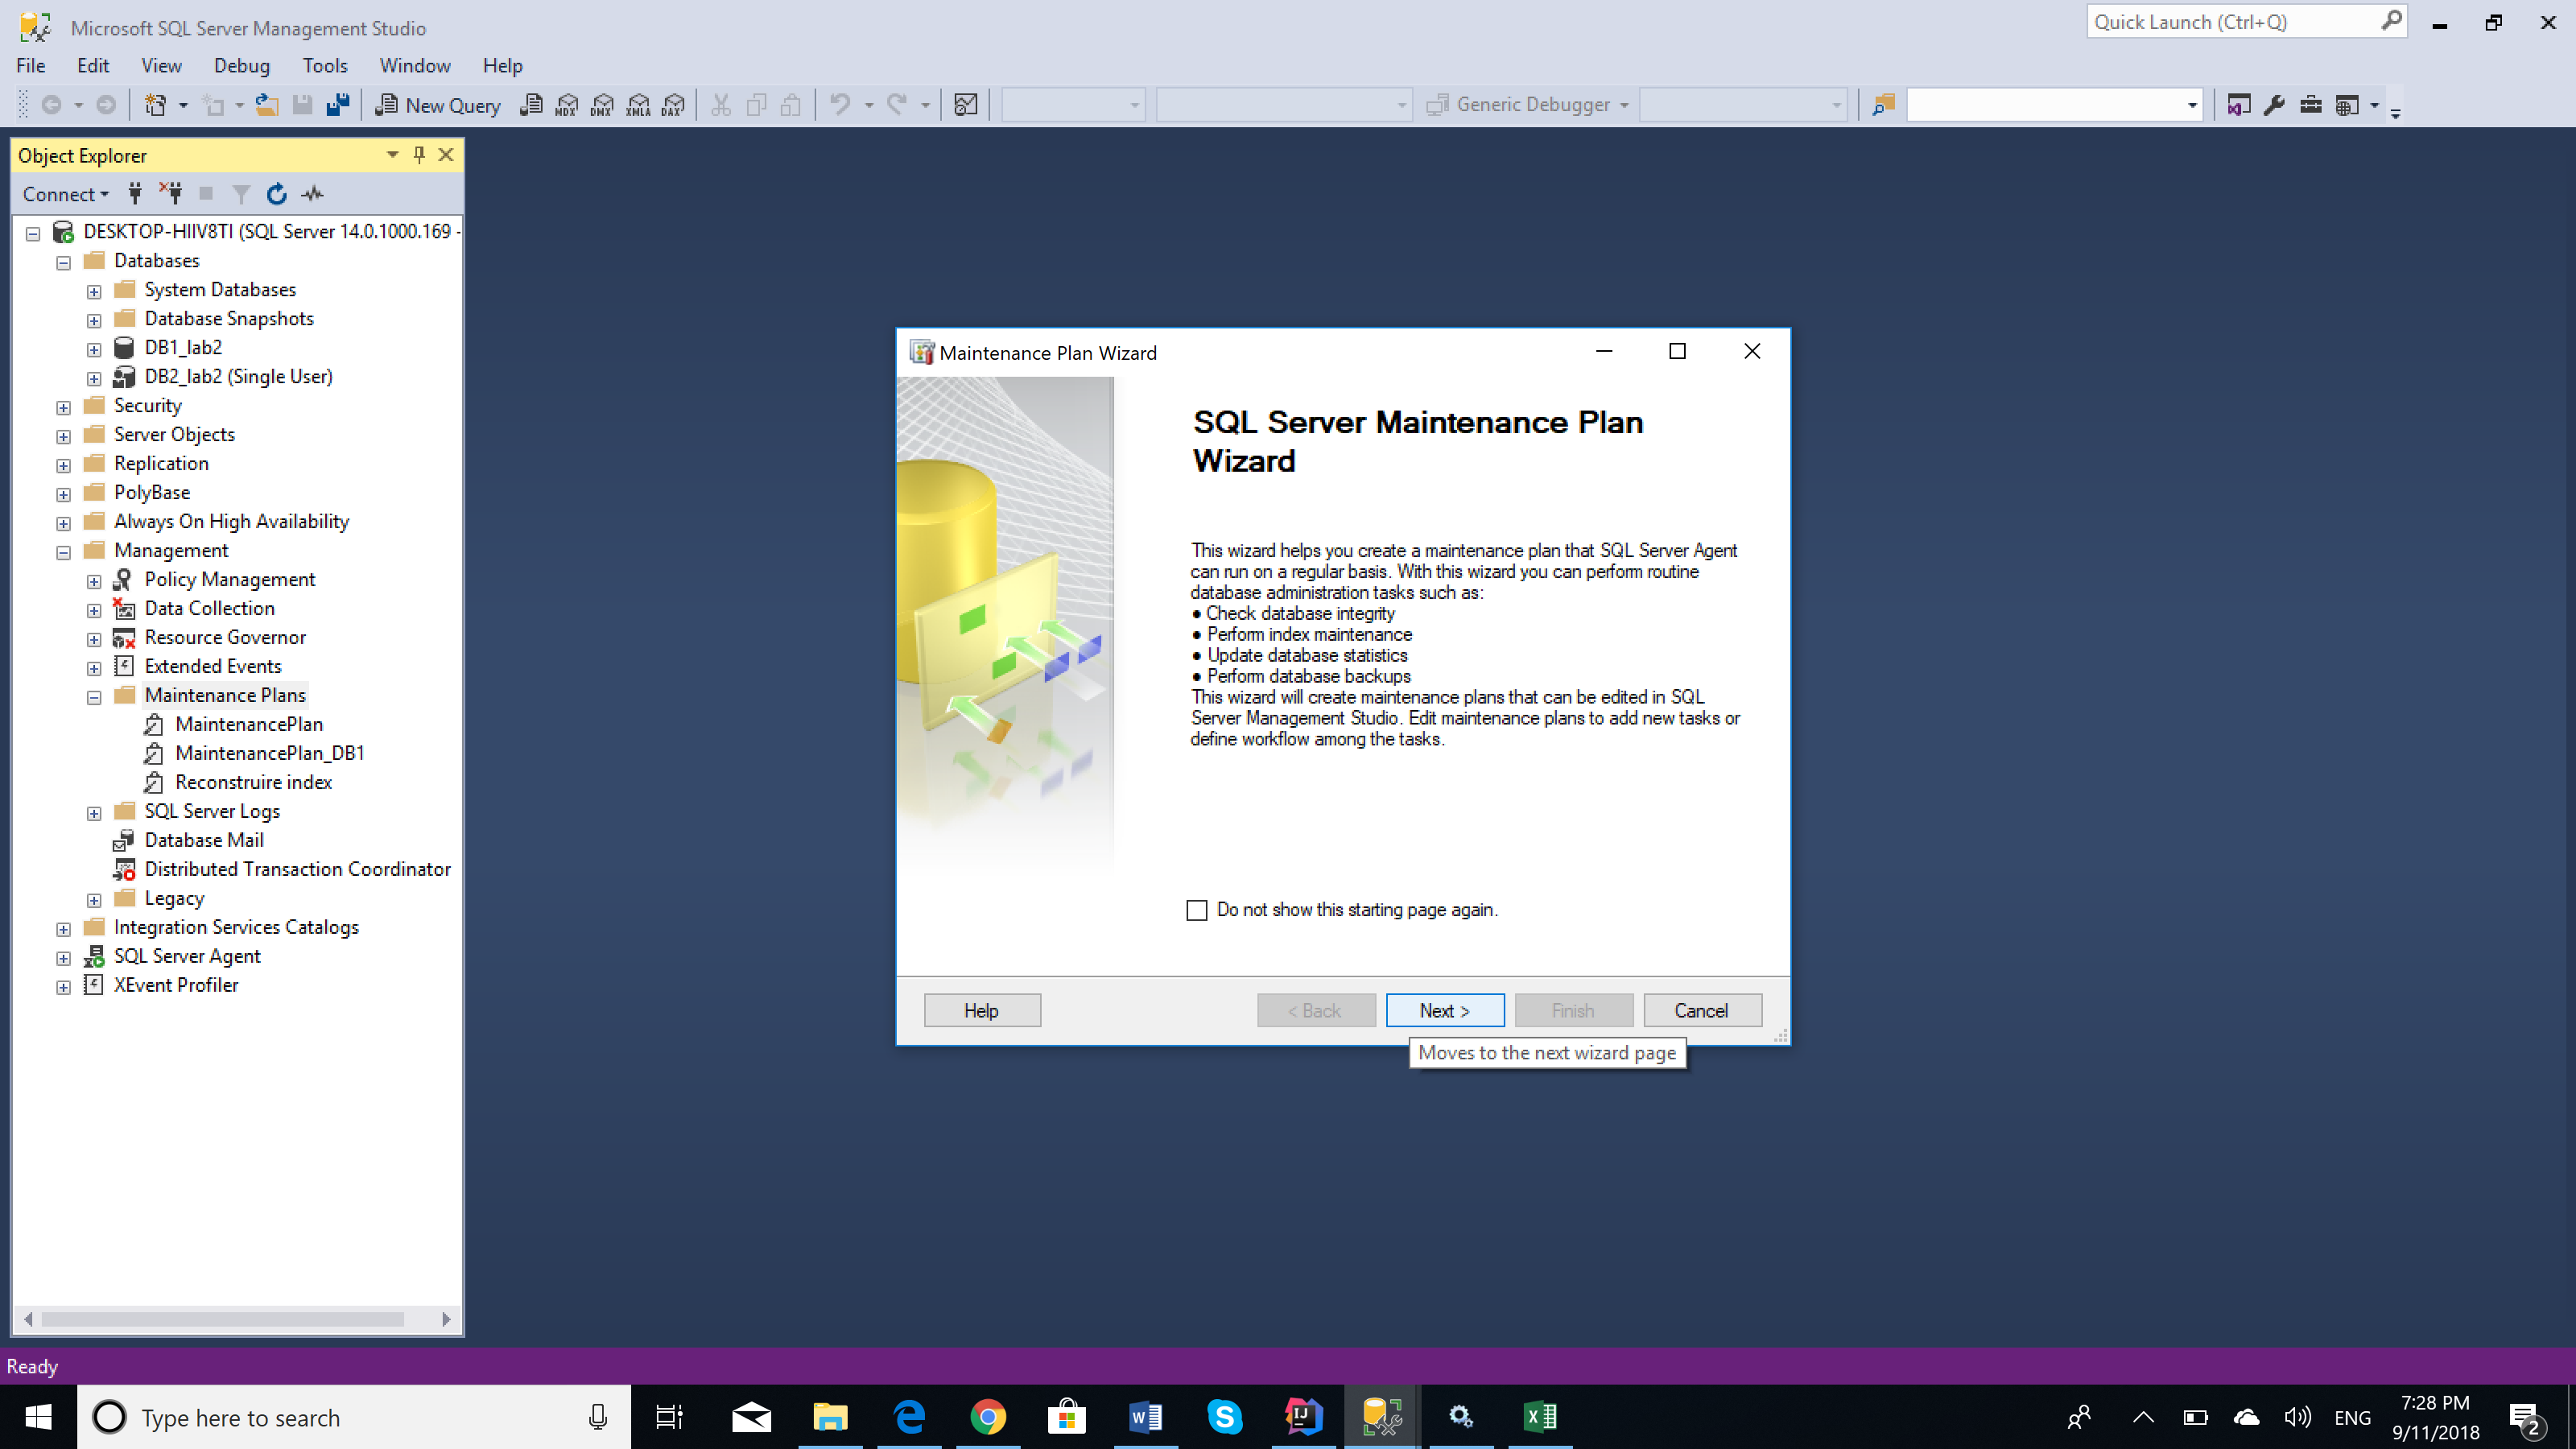 Microsoft SQL Server Management Studio
Quick Launch (Ctrl+Q)
File Edit View Debug Tools Window Help
New Query MDX DMX XMLA DAX Generic Debugger
Object Explorer
Connect
DESKTOP-HIIV8TI (SQL Server 14.0.1000.169 -
Databases
System Databases
Database Snapshots
DB1_lab2
DB2_lab2 (Single User)
Security
Server Objects
Replication
PolyBase
Always On High Availability
Management
Policy Management
Data Collection
Resource Governor
Extended Events
Maintenance Plans
MaintenancePlan
MaintenancePlan_DB1
Reconstruire index
SQL Server Logs
Database Mail
Distributed Transaction Coordinator
Legacy
Integration Services Catalogs
SQL Server Agent
XEvent Profiler
Maintenance Plan Wizard
SQL Server Maintenance Plan
Wizard
This wizard helps you create a maintenance plan that SQL Server Agent
can run on a regular basis. With this wizard you can perform routine
database administration tasks such as:
• Check database integrity
• Perform index maintenance
• Update database statistics
• Perform database backups
This wizard will create maintenance plans that can be edited in SQL
Server Management Studio. Edit maintenance plans to add new tasks or
define workflow among the tasks.
Do not show this starting page again.
Help < Back Next > Finish Cancel
Moves to the next wizard page
Ready
Type here to search
ENG
7:28 PM
9/11/2018
2